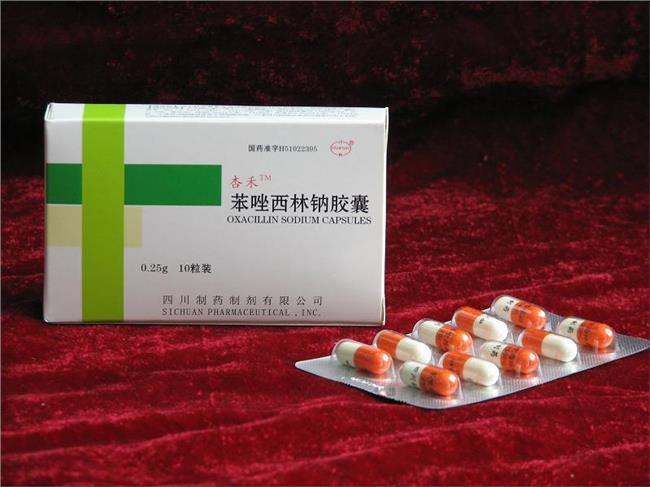 国药准字H51022395
杏禾™
苯唑西林钠胶囊
OXACILLIN SODIUM CAPSULES
0.25g 10粒装
四川制药制剂有限公司
SICHUAN PHARMACEUTICAL ,INC.